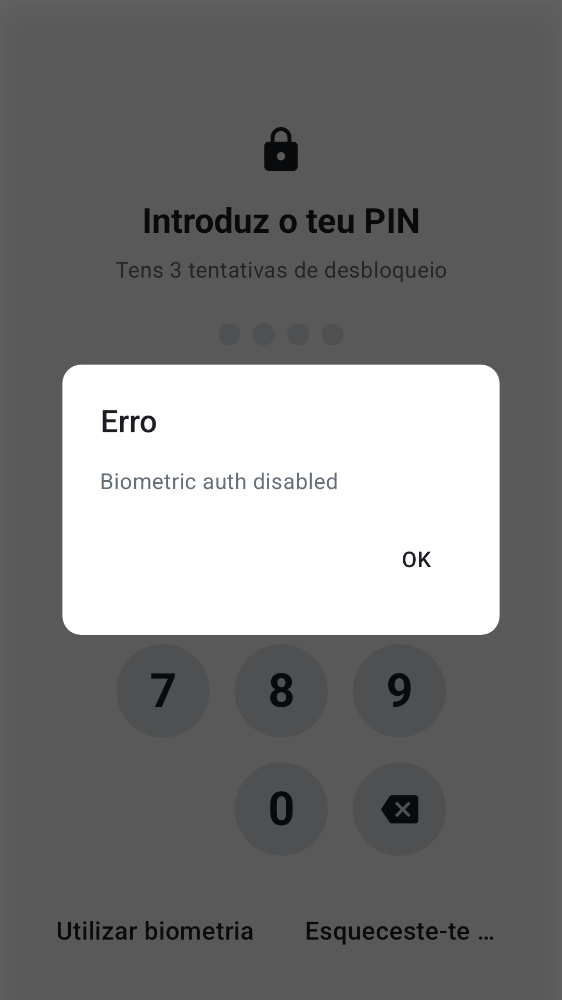 Introduz o teu PIN
Tens 3 tentativas de desbloqueio
Erro
Biometric auth disabled
OK
7 8 9
0
Utilizar biometria Esqueceste-te ...